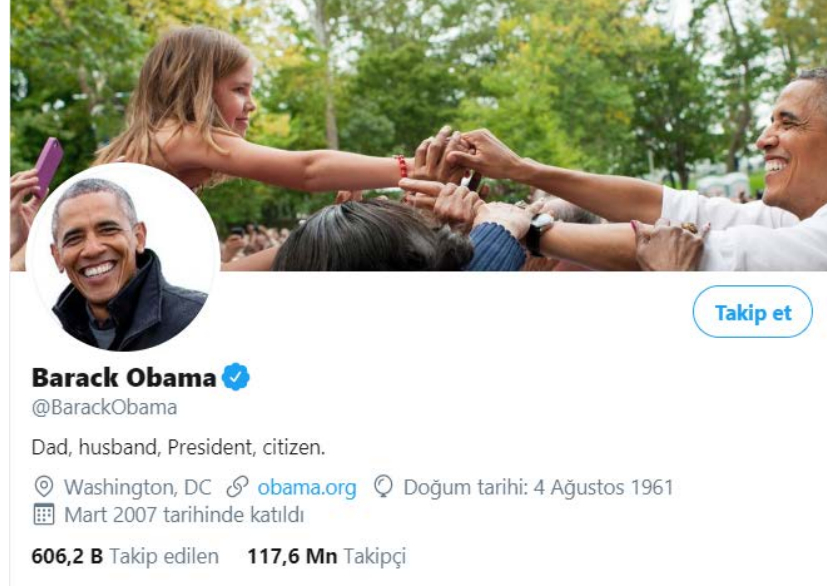 Takip et
Barack Obama
@BarackObama
Dad, husband, President, citizen.
Washington, DC obama.org Doğum tarihi: 4 Ağustos 1961
Mart 2007 tarihinde katıldı
606,2 B Takip edilen 117,6 Mn Takipçi